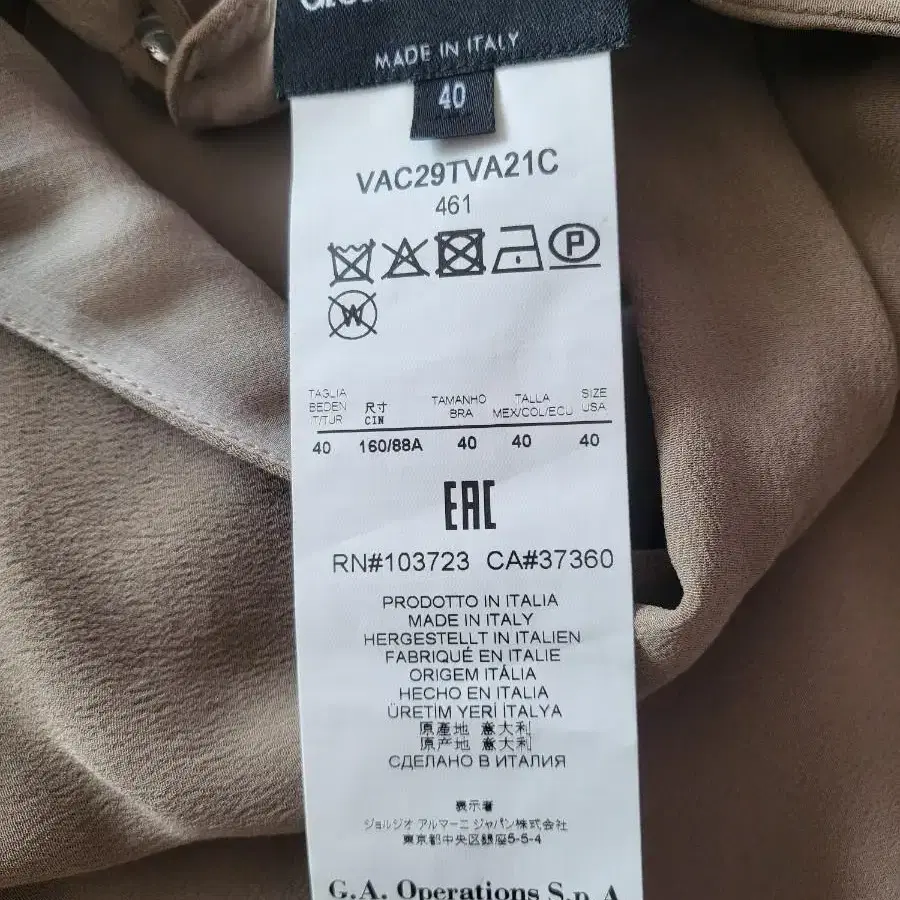 MADE IN ITALY
40
VAC29TVA21C
461
P
W
TAGLIA BEDEN IT/TUR 尺寸 CIN TAMANHO BRA TALLA MEX/COL/ECU SIZE USA
40 160/88A 40 40 40
EAC
RN#103723 CA#37360
PRODOTTO IN ITALIA
MADE IN ITALY
HERGESTELLT IN ITALIEN
FABRIQUÉ EN ITALIE
ORIGEM ITÁLIA
HECHO EN ITALIA
ÜRETİM YERİ İTALYA
原產地 意大利
原产地 意大利
СДЕЛАНО В ИТАЛИЯ
表示者
ジョルジオ アルマーニ ジャパン株式会社
東京都中央区銀座5-5-4
G.A. Operations S.p.A